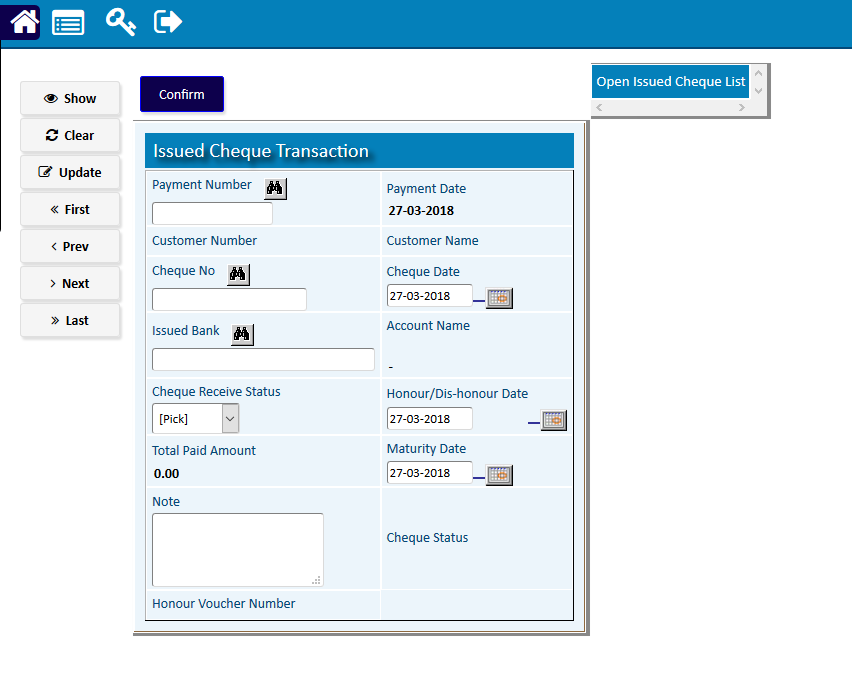 Show
Clear
Update
First
Prev
Next
Last
Confirm
Open Issued Cheque List
Issued Cheque Transaction
Payment Number
Payment Date
27-03-2018
Customer Number
Customer Name
Cheque No
Cheque Date
27-03-2018
Issued Bank
Account Name
-
Cheque Receive Status
[Pick]
Honour/Dis-honour Date
27-03-2018
Total Paid Amount
0.00
Maturity Date
27-03-2018
Note
Cheque Status
Honour Voucher Number